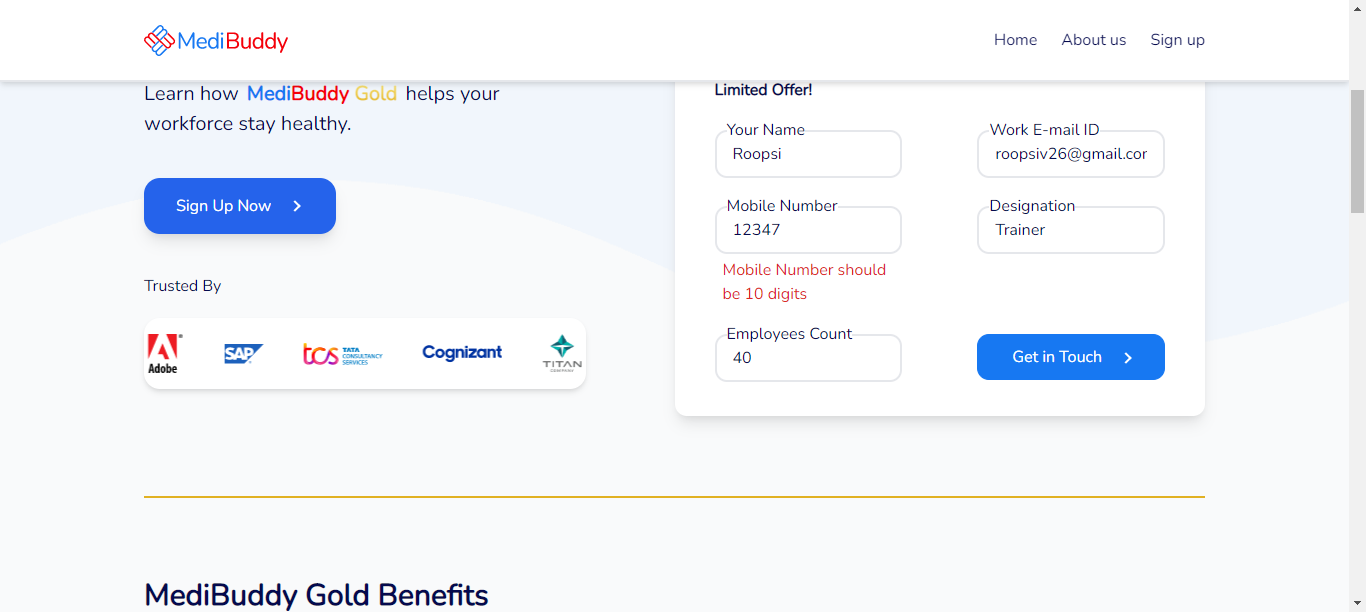 MediBuddy
Home
About us
Sign up
Learn how MediBuddy Gold helps your
workforce stay healthy.
Sign Up Now
Trusted By
Adobe
SAP
tcs TATA
CONSULTANCY
SERVICES
Cognizant
TITAN
COMPANY
Limited Offer!
Your Name
Roopsi
Work E-mail ID
roopsiv26@gmail.cor
Mobile Number
12347
Mobile Number should
be 10 digits
Designation
Trainer
Employees Count
40
Get in Touch
MediBuddy Gold Benefits